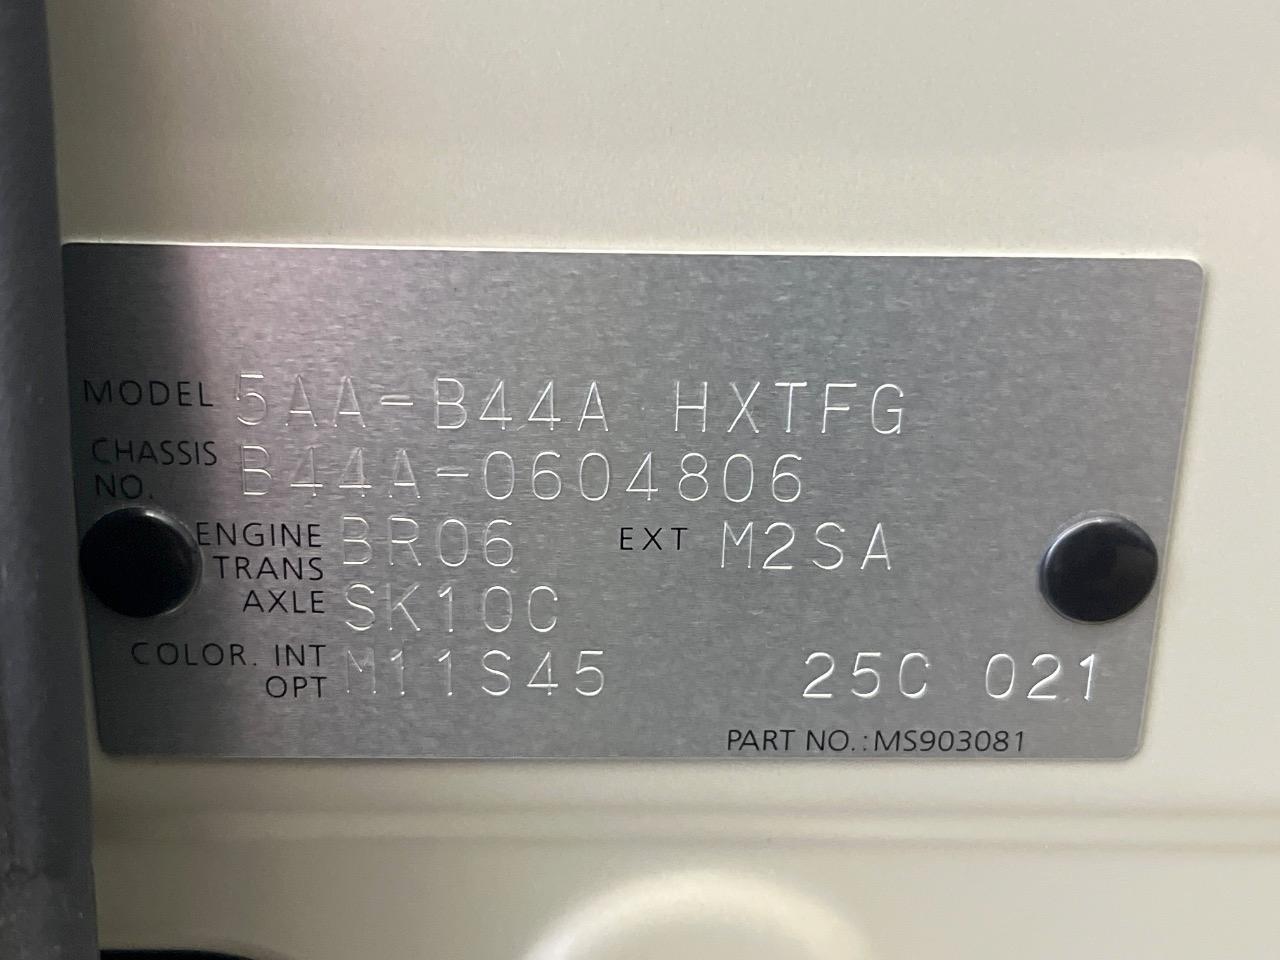 MODEL 5AA-B44A HXTFG
CHASSIS NO. B44A-0604806
ENGINE BR06 EXT M2SA
TRANS AXLE SK10C
COLOR. INT OPT M11S45 25C 021
PART NO.:MS903081